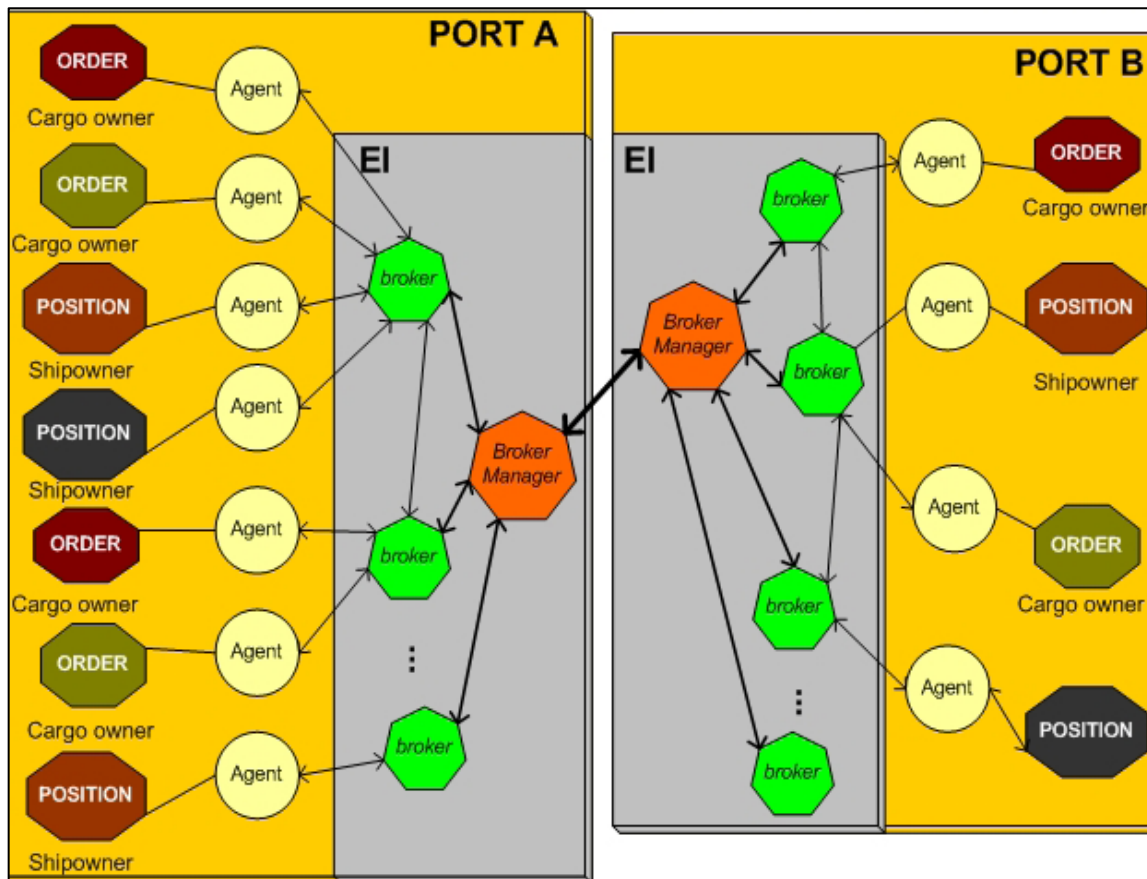 PORT A
ORDER
Agent
Cargo owner
EI
ORDER
Agent
Cargo owner
broker
POSITION
Agent
Shipowner
POSITION
Agent
Shipowner
Broker
Manager
ORDER
Agent
broker
Cargo owner
ORDER
Agent
Cargo owner
...
broker
POSITION
Agent
Shipowner
PORT B
EI
broker
Agent
ORDER
Cargo owner
Broker
Manager
Agent
POSITION
Shipowner
broker
Agent
ORDER
Cargo owner
broker
Agent
POSITION
...
broker